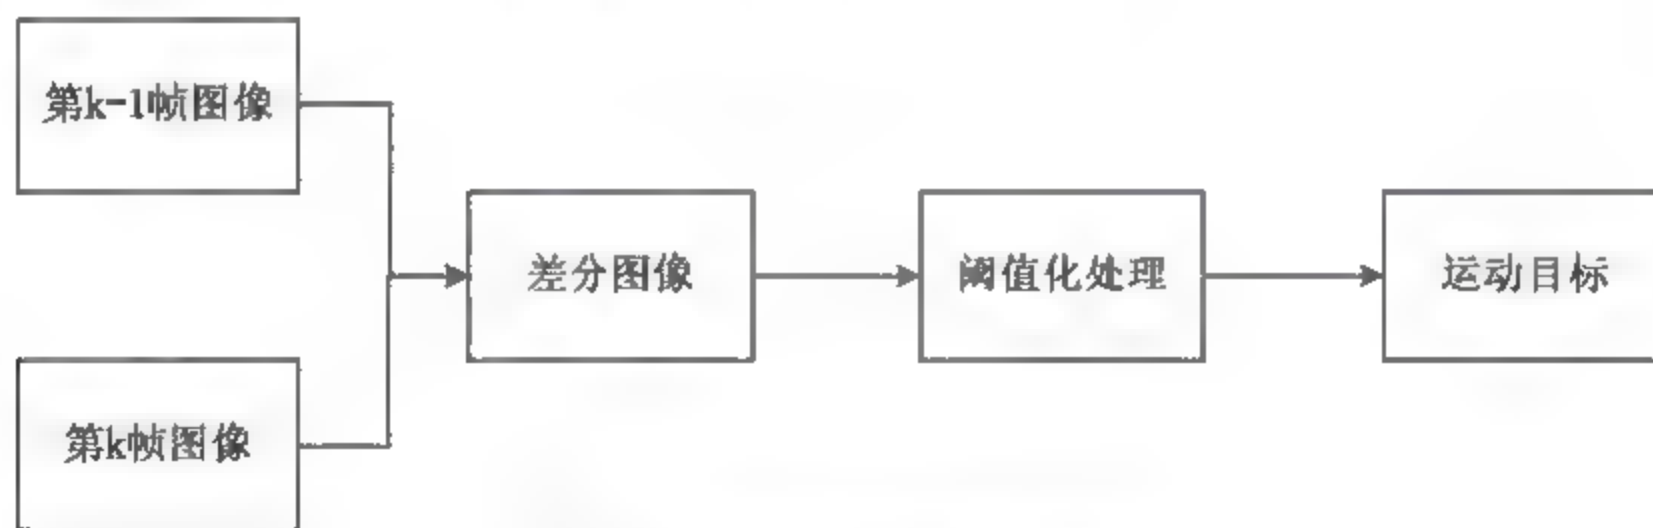 第k-1帧图像
差分图像
阈值化处理
运动目标
第k帧图像